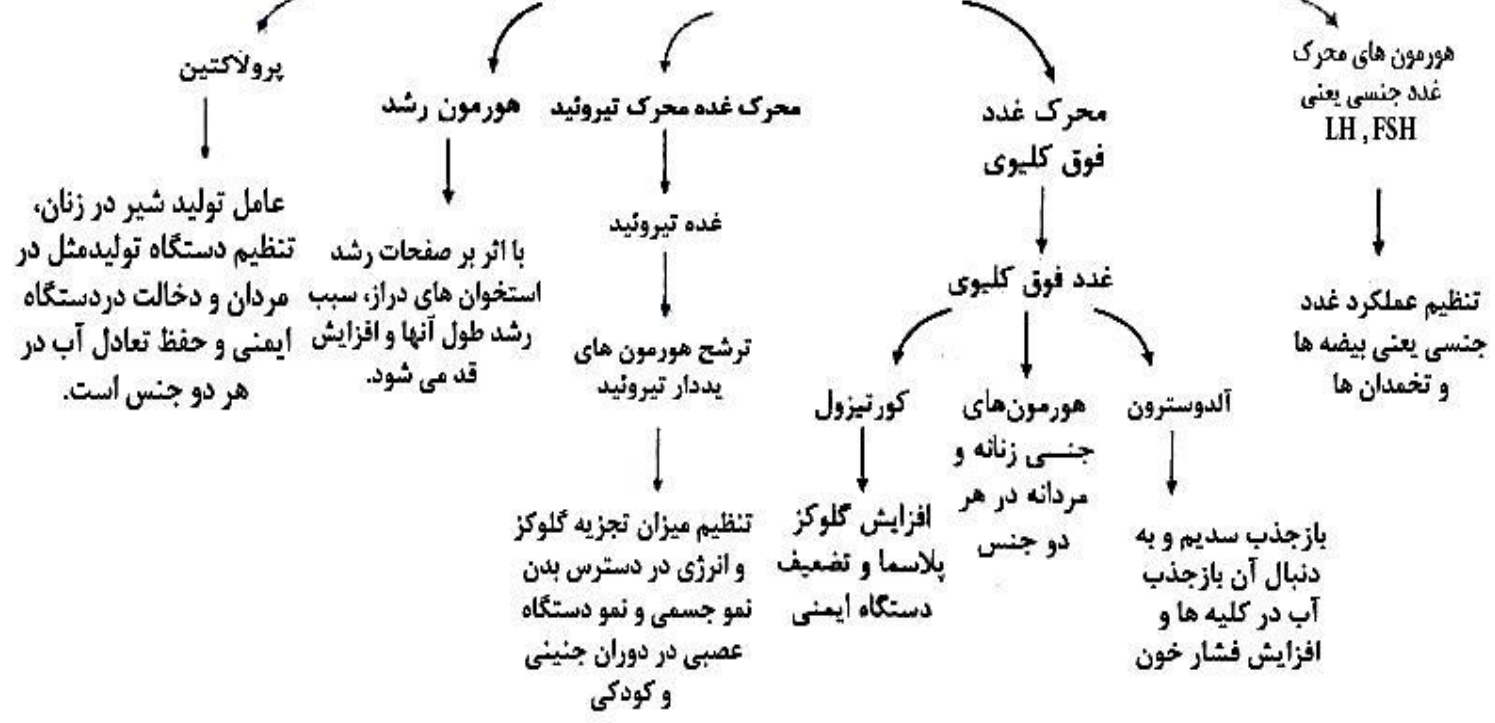 هورمون های محرک
غدد جنسی یعنی
LH , FSH
تنظیم عملکرد غدد
جنسی یعنی بیضه ها
و تخمدان ها
محرک غدد
فوق کلیوی
غدد فوق کلیوی
آلدوسترون
بازجذب سدیم و به
دنبال آن بازجذب
آب در کلیه ها و
افزایش فشار خون
هورمون‌های
جنسی زنانه و
مردانه در هر
دو جنس
کورتیزول
افزایش گلوکز
پلاسما و تضعیف
دستگاه ایمنی
محرک غده محرک تیروئید
غده تیروئید
ترشح هورمون های
یددار تیروئید
تنظیم میزان تجزیه گلوکز
و انرژی در دسترس بدن
نمو جسمی و نمو دستگاه
عصبی در دوران جنینی
و کودکی
هورمون رشد
با اثر بر صفحات رشد
استخوان های دراز، سبب
رشد طول آنها و افزایش
قد می شود.
پرولاکتین
عامل تولید شیر در زنان،
تنظیم دستگاه تولیدمثل در
مردان و دخالت دردستگاه
ایمنی و حفظ تعادل آب در
هر دو جنس است.